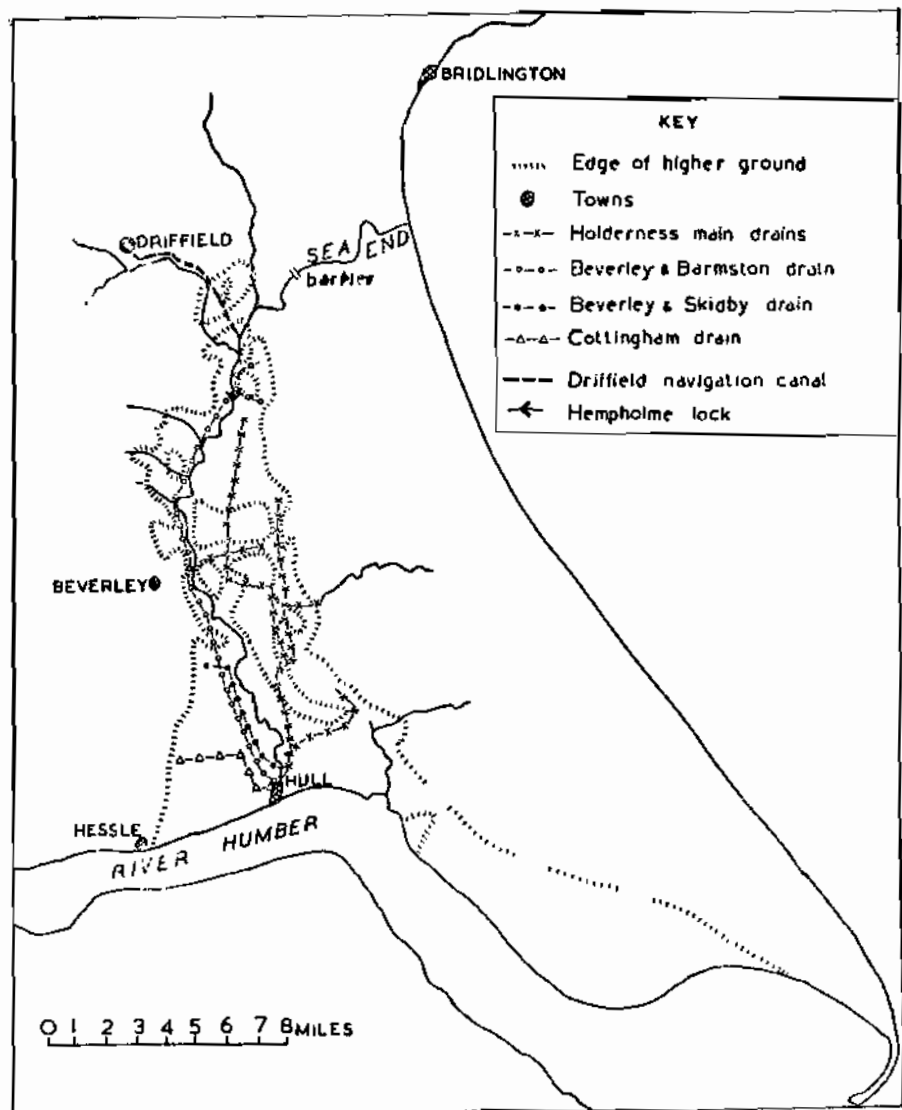 BRIDLINGTON
KEY
Edge of higher ground
Towns
Holderness main drains
Beverley & Barmston drain
Beverley & Skidby drain
Cottingham drain
Driffield navigation canal
Hempholme lock
DRIFFIELD
SEA END
barrier
BEVERLEY
HULL
HESSLE
RIVER HUMBER
0 1 2 3 4 5 6 7 8 MILES